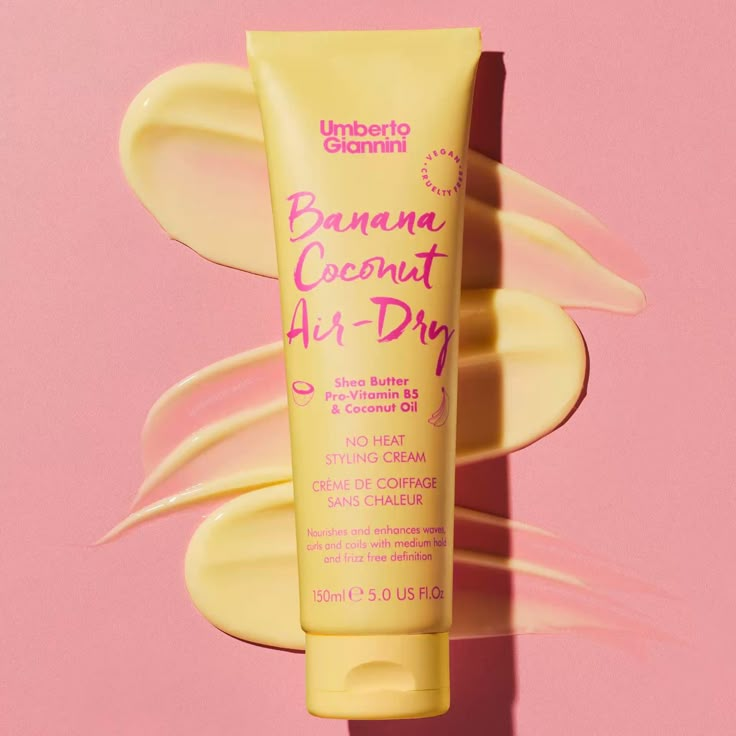 Umberto
Giannini
VEGAN
CRUELTY FREE
Banana
Coconut
Air-Dry
Shea Butter
Pro-Vitamin B5
& Coconut Oil
NO HEAT
STYLING CREAM
CRÈME DE COIFFAGE
SANS CHALEUR
Nourishes and enhances waves,
curls and coils with medium hold
and frizz free definition
150ml ℮ 5.0 US Fl.Oz